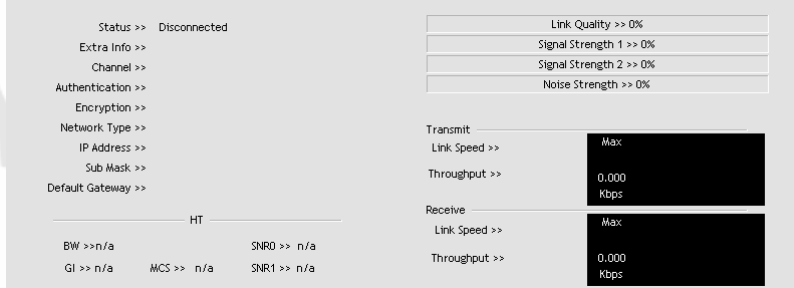 Status >> Disconnected
Extra Info >>
Channel >>
Authentication >>
Encryption >>
Network Type >>
IP Address >>
Sub Mask >>
Default Gateway >>
HT
BW >>n/a
SNR0 >> n/a
GI >> n/a
MCS >> n/a
SNR1 >> n/a
Link Quality >> 0%
Signal Strength 1 >> 0%
Signal Strength 2 >> 0%
Noise Strength >> 0%
Transmit
Link Speed >>
Throughput >>
Max
0.000
Kbps
Receive
Link Speed >>
Throughput >>
Max
0.000
Kbps